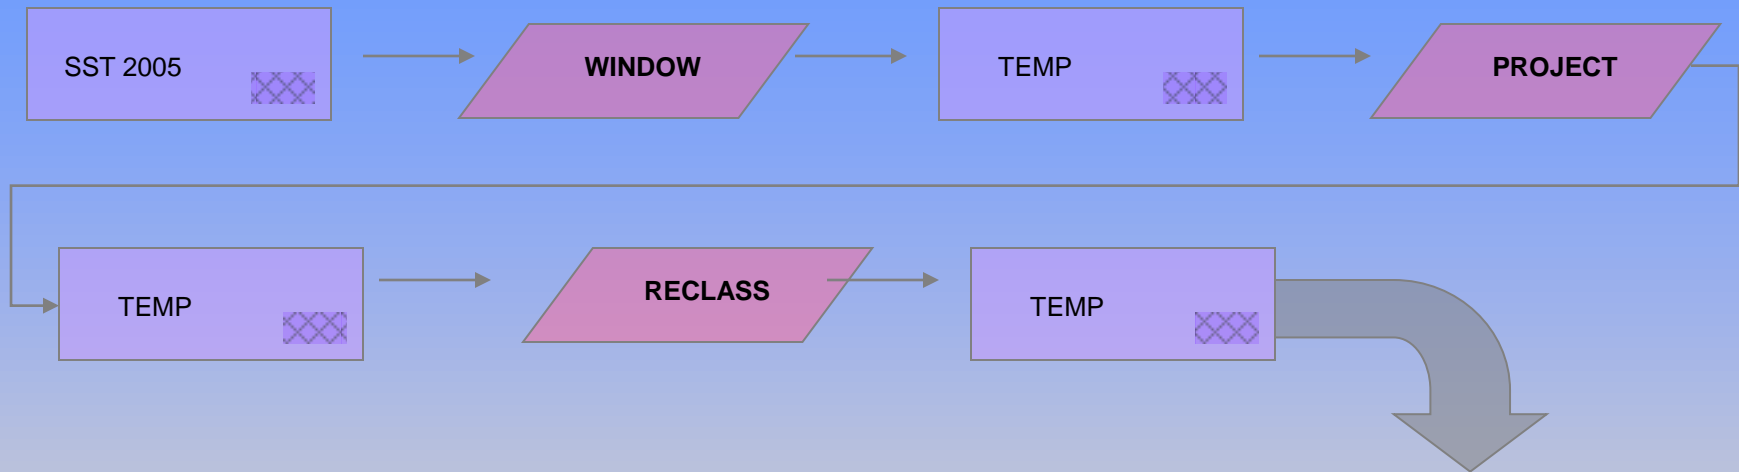 SST 2005
WINDOW
TEMP
PROJECT
TEMP
RECLASS
TEMP